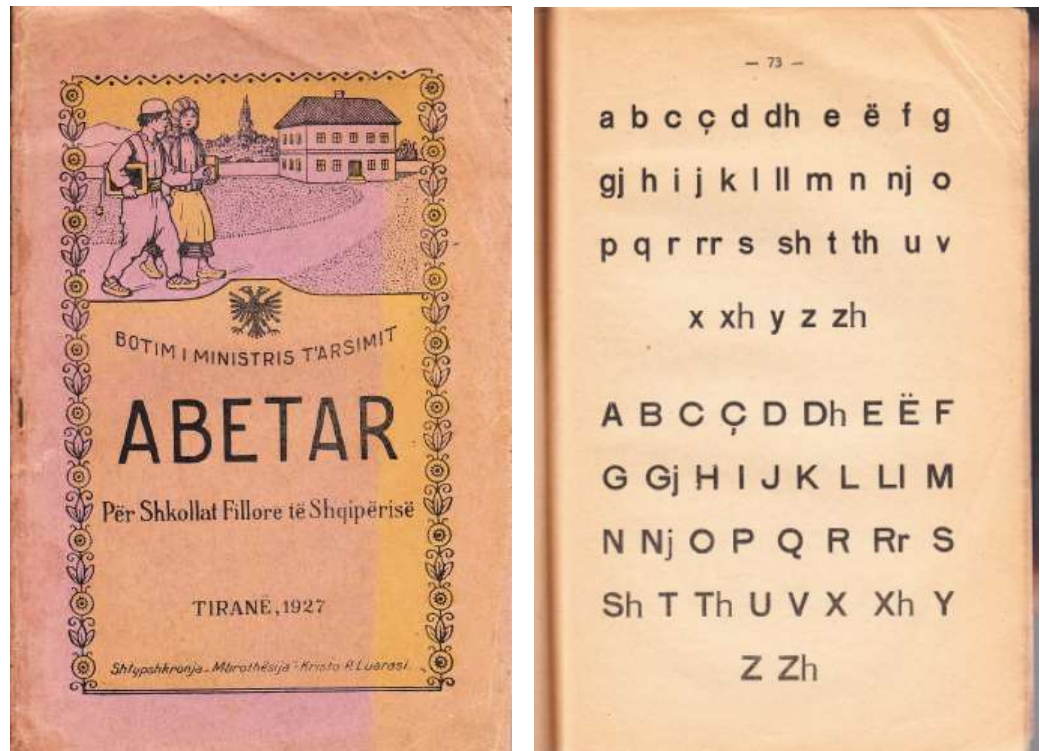 BOTIM I MINISTRIS T'ARSIMIT
ABETAR
Për Shkollat Fillore të Shqipërisë
TIRANË, 1927
Shtypshkronja „Mbrothësija" Kristo P. Luarasi.
— 73 —
a b c ç d dh e ë f g
gj h i j k l ll m n nj o
p q r rr s sh t th u v
x xh y z zh
A B C Ç D Dh E Ë F
G Gj H I J K L Ll M
N Nj O P Q R Rr S
Sh T Th U V X Xh Y
Z Zh